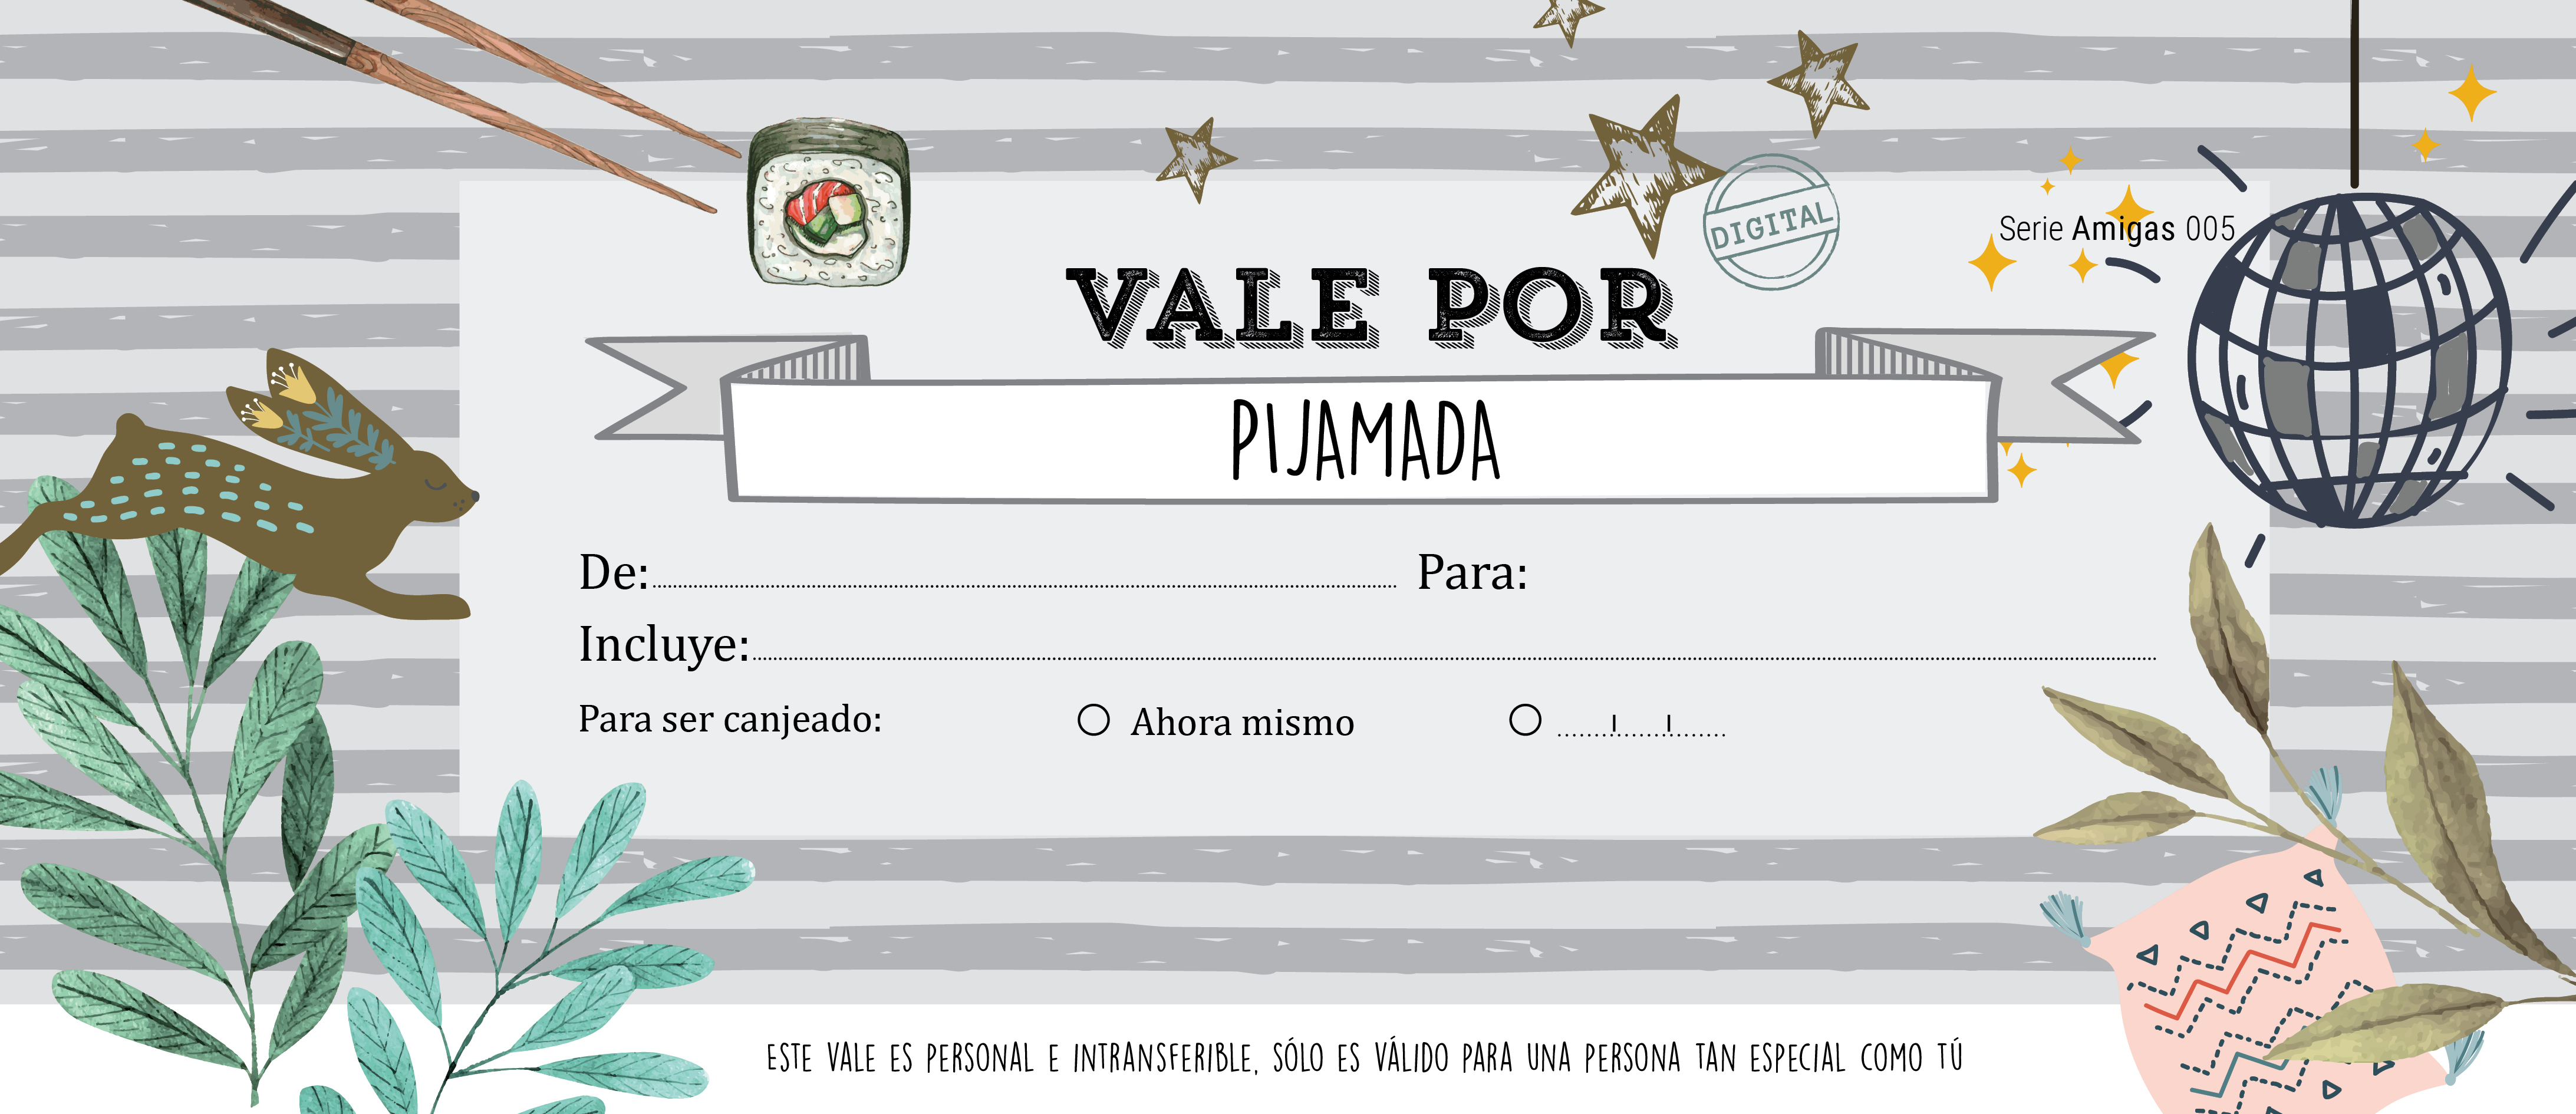 DIGITAL
Serie Amigas 005
VALE POR
PIJAMADA
De: Para:
Incluye:
Para ser canjeado: Ahora mismo
ESTE VALE ES PERSONAL E INTRANSFERIBLE, SÓLO ES VÁLIDO PARA UNA PERSONA TAN ESPECIAL COMO TÚ